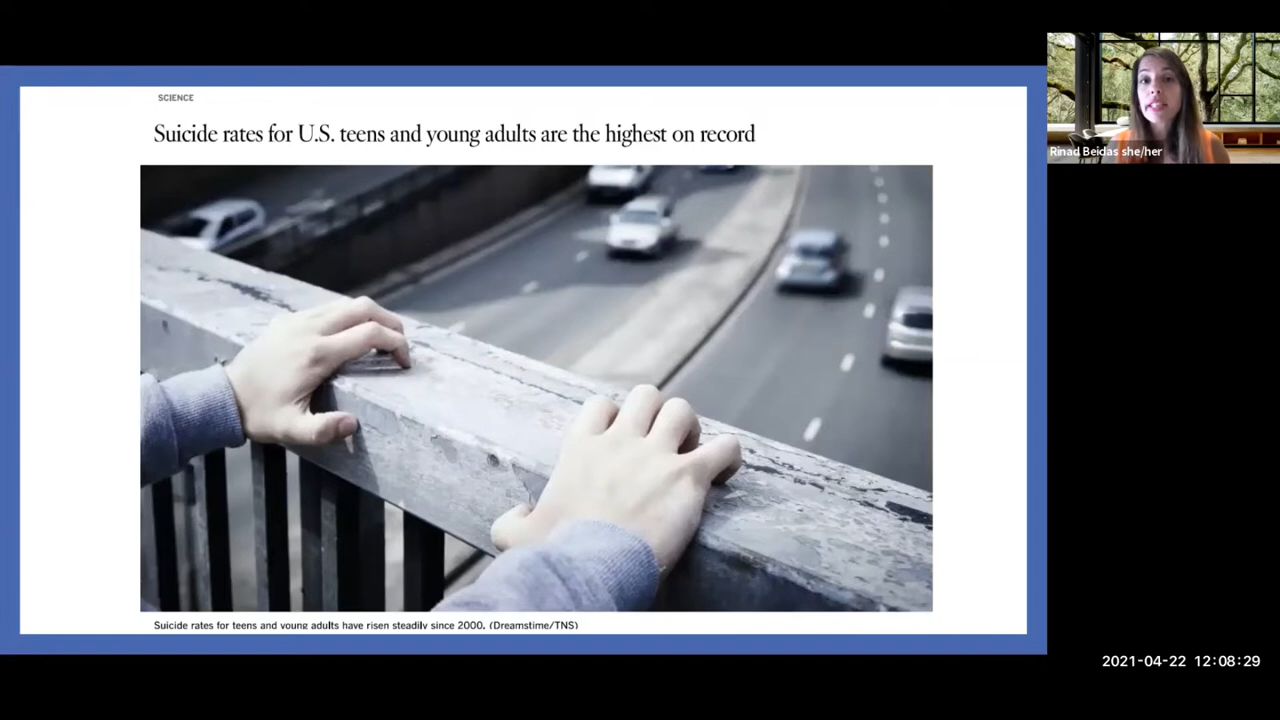 SCIENCE
Suicide rates for U.S. teens and young adults are the highest on record
Rinad Beidas she/her
Suicide rates for teens and young adults have risen steadily since 2000. (Dreamstime/TNS)
2021-04-22 12:08:29